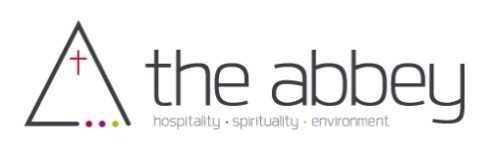 the abbey
hospitality · spirituality · environment